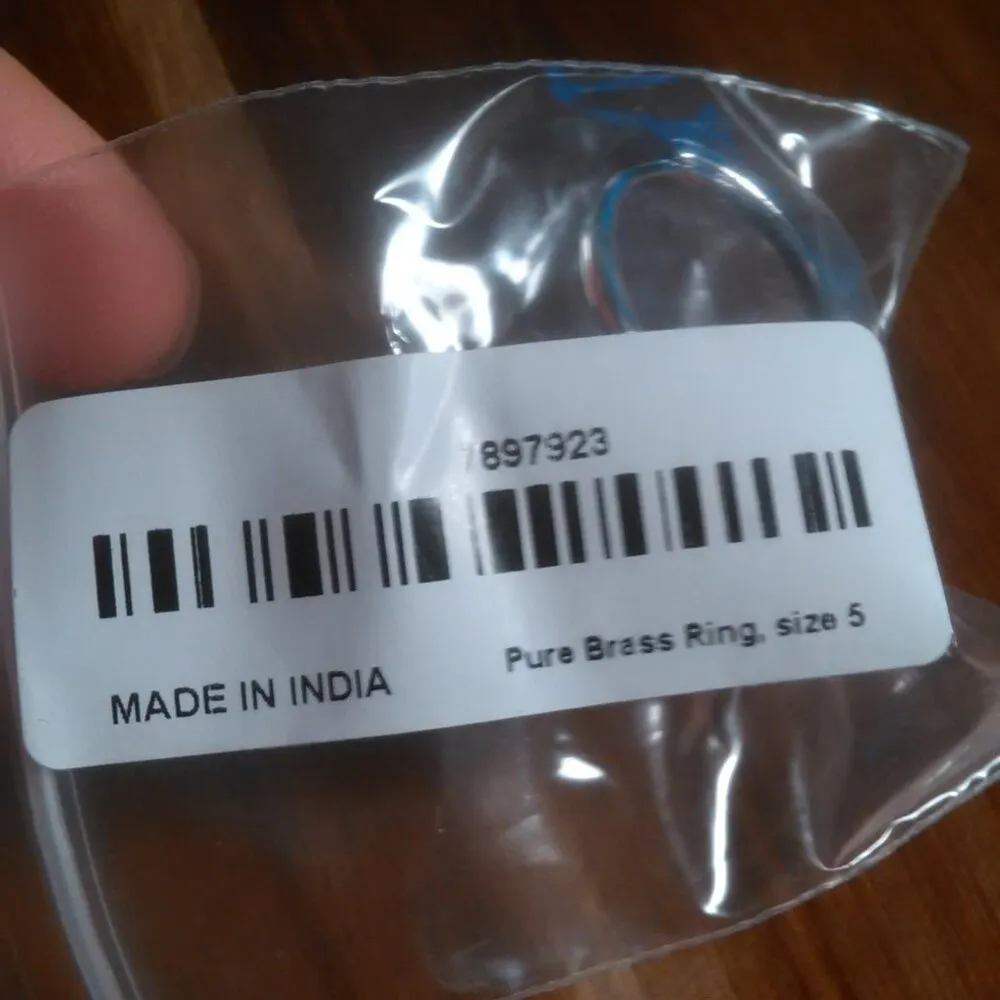 7897923
MADE IN INDIA
Pure Brass Ring, size 5